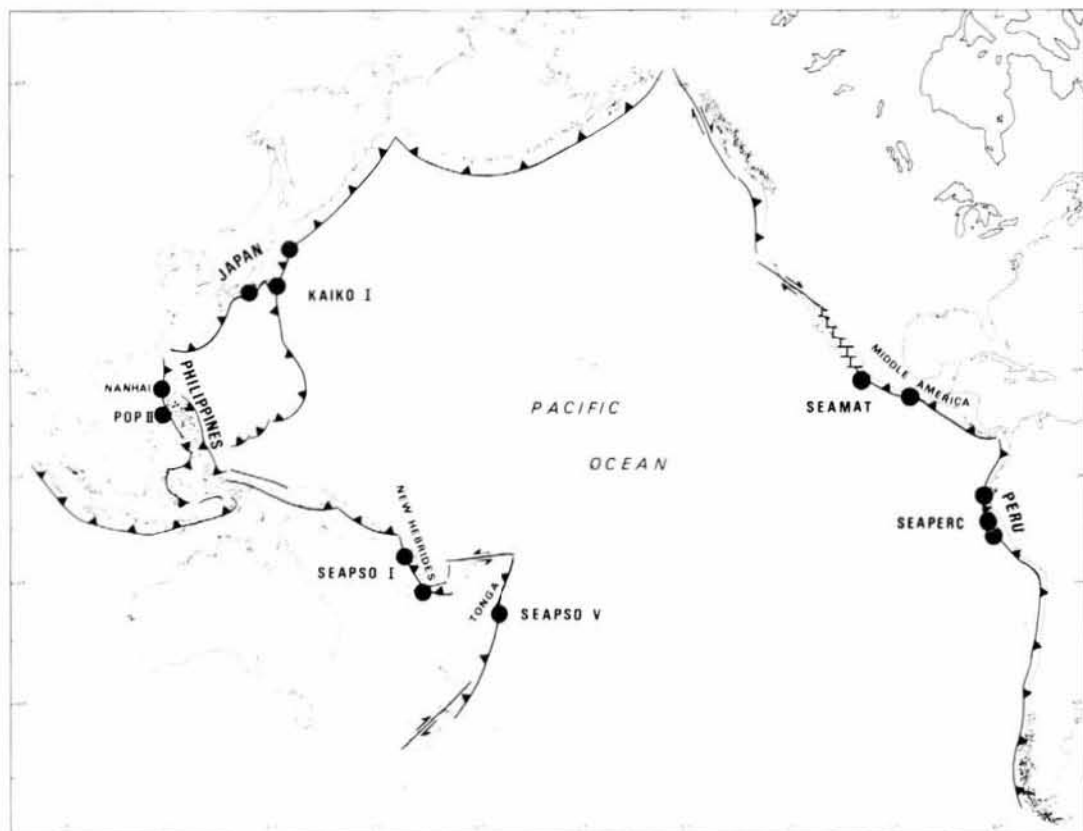 JAPAN
KAIKO I
NANHAI
POP II
PHILIPPINES
PACIFIC
OCEAN
MIDDLE AMERICA
SEAMAT
NEW HEBRIDES
SEAPSO I
TONGA
SEAPSO V
PERU
SEAPERC